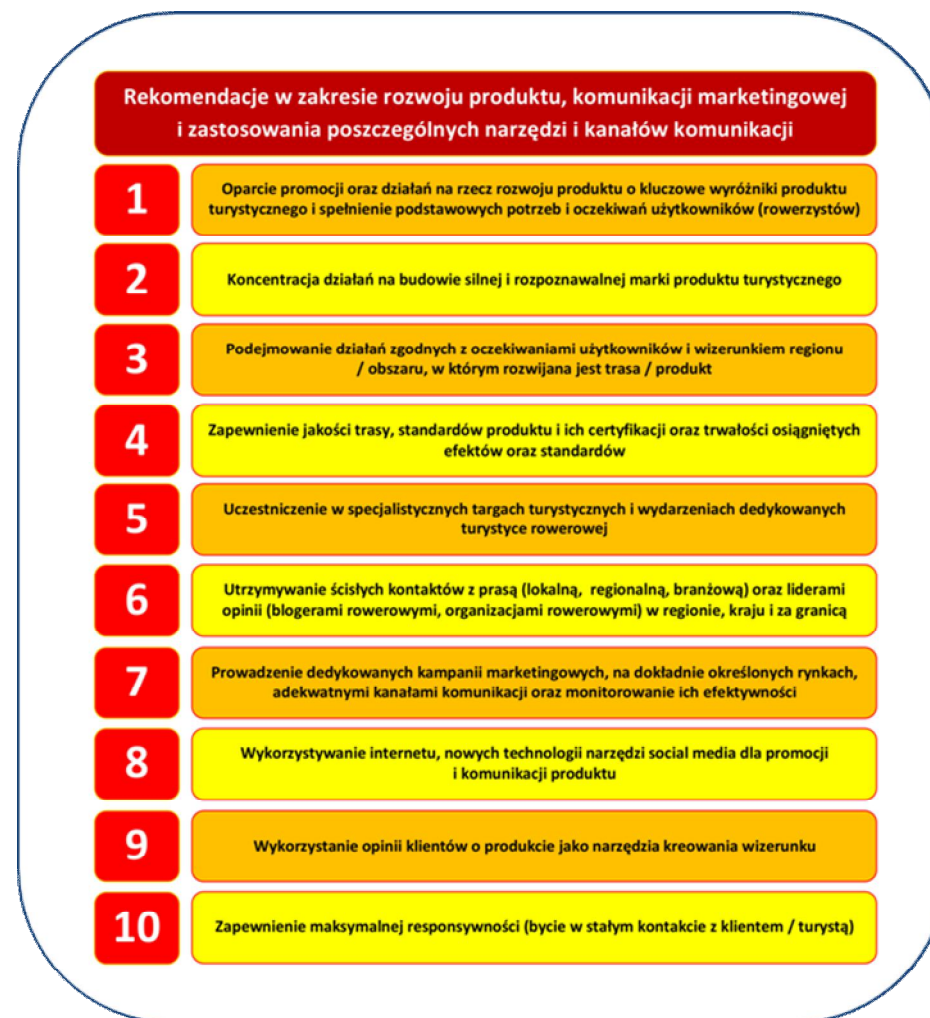 Rekomendacje w zakresie rozwoju produktu, komunikacji marketingowej
i zastosowania poszczególnych narzędzi i kanałów komunikacji
1
Oparcie promocji oraz działań na rzecz rozwoju produktu o kluczowe wyróżniki produktu
turystycznego i spełnienie podstawowych potrzeb i oczekiwań użytkowników (rowerzystów)
2
Koncentracja działań na budowie silnej i rozpoznawalnej marki produktu turystycznego
3
Podejmowanie działań zgodnych z oczekiwaniami użytkowników i wizerunkiem regionu
/ obszaru, w którym rozwijana jest trasa / produkt
4
Zapewnienie jakości trasy, standardów produktu i ich certyfikacji oraz trwałości osiągniętych
efektów oraz standardów
5
Uczestniczenie w specjalistycznych targach turystycznych i wydarzeniach dedykowanych
turystyce rowerowej
6
Utrzymywanie ścisłych kontaktów z prasą (lokalną, regionalną, branżową) oraz liderami
opinii (blogerami rowerowymi, organizacjami rowerowymi) w regionie, kraju i za granicą
7
Prowadzenie dedykowanych kampanii marketingowych, na dokładnie określonych rynkach,
adekwatnymi kanałami komunikacji oraz monitorowanie ich efektywności
8
Wykorzystywanie internetu, nowych technologii narzędzi social media dla promocji
i komunikacji produktu
9
Wykorzystanie opinii klientów o produkcie jako narzędzia kreowania wizerunku
10
Zapewnienie maksymalnej responsywności (bycie w stałym kontakcie z klientem / turystą)